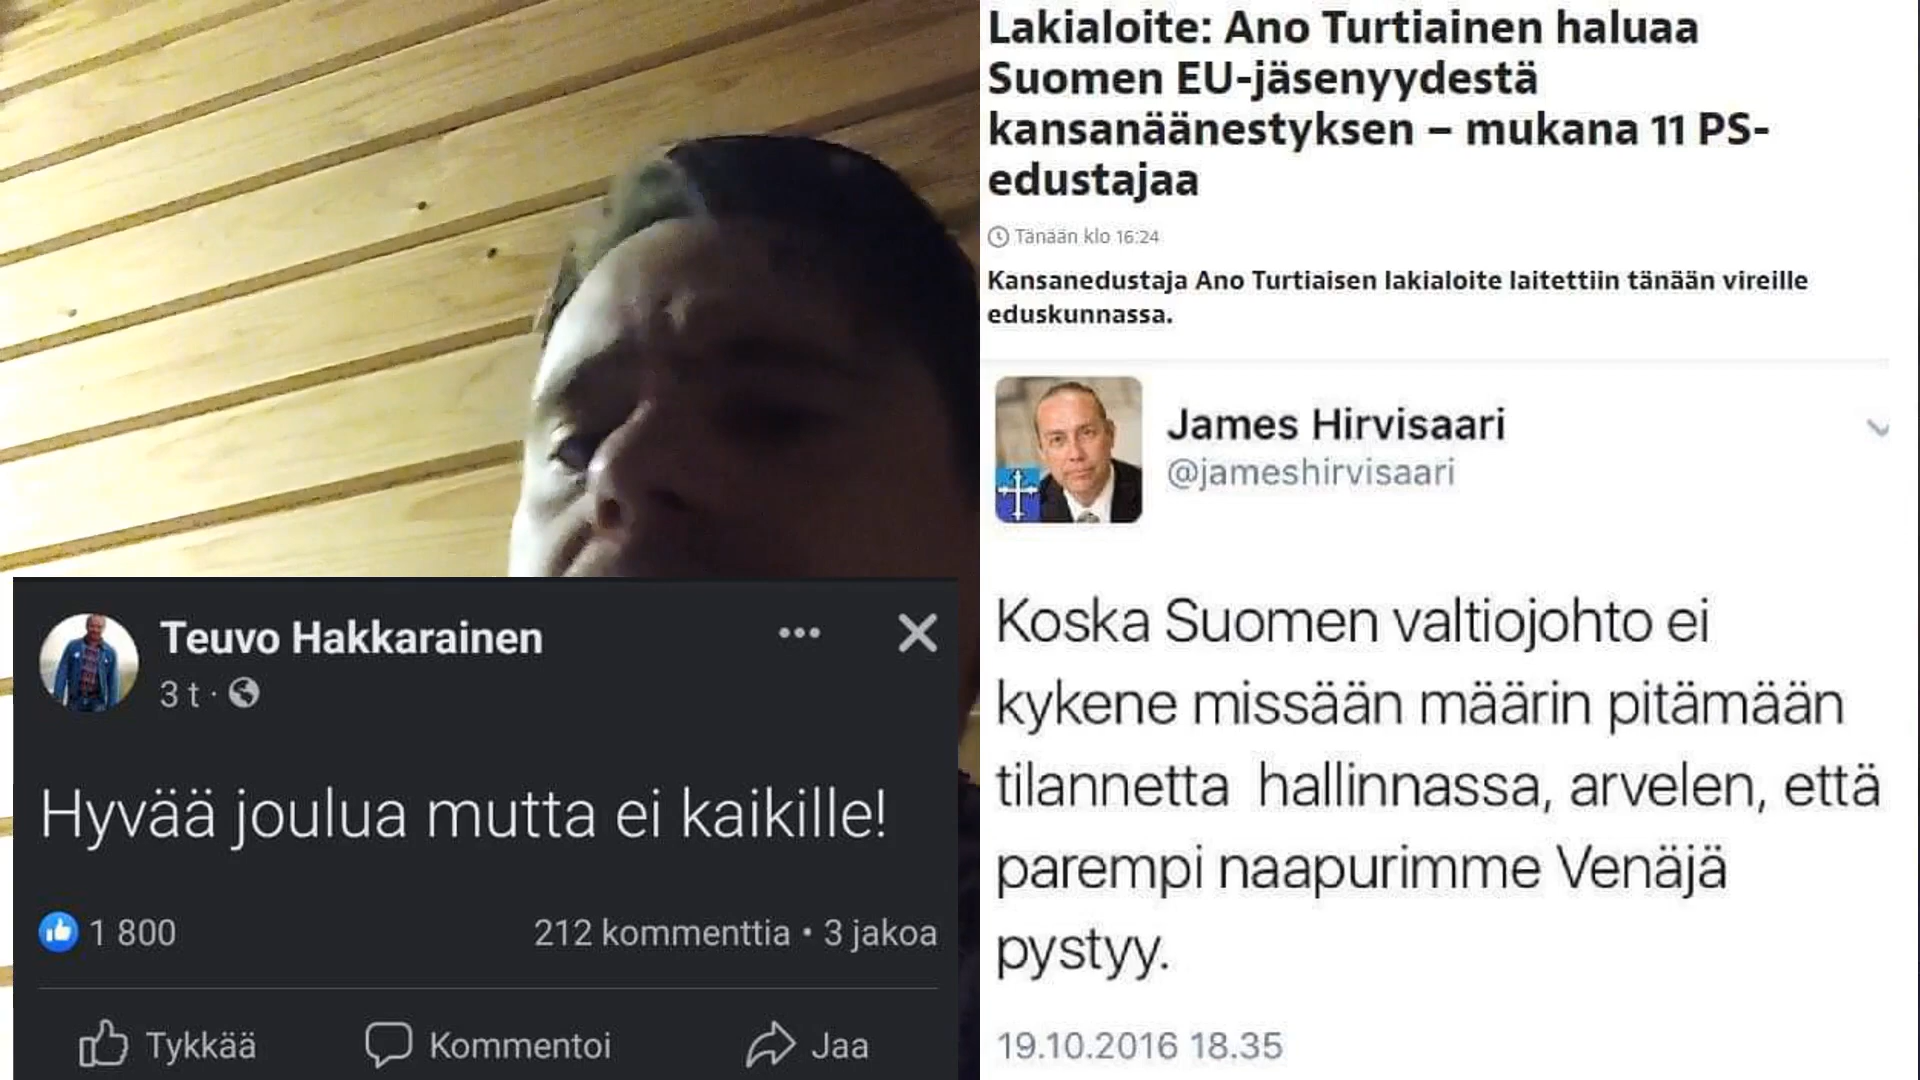 Lakialoite: Ano Turtiainen haluaa
Suomen EU-jäsenyydestä
kansanäänestyksen – mukana 11 PS-
edustajaa
Tänään klo 16:24
Kansanedustaja Ano Turtiaisen lakialoite laitettiin tänään vireille
eduskunnassa.
James Hirvisaari
@jameshirvisaari
Koska Suomen valtiojohto ei
kykene missään määrin pitämään
tilannetta hallinnassa, arvelen, että
parempi naapurimme Venäjä
pystyy.
19.10.2016 18.35
Teuvo Hakkarainen
3 t ·
Hyvää joulua mutta ei kaikille!
1 800
212 kommenttia • 3 jakoa
Tykkää
Kommentoi
Jaa